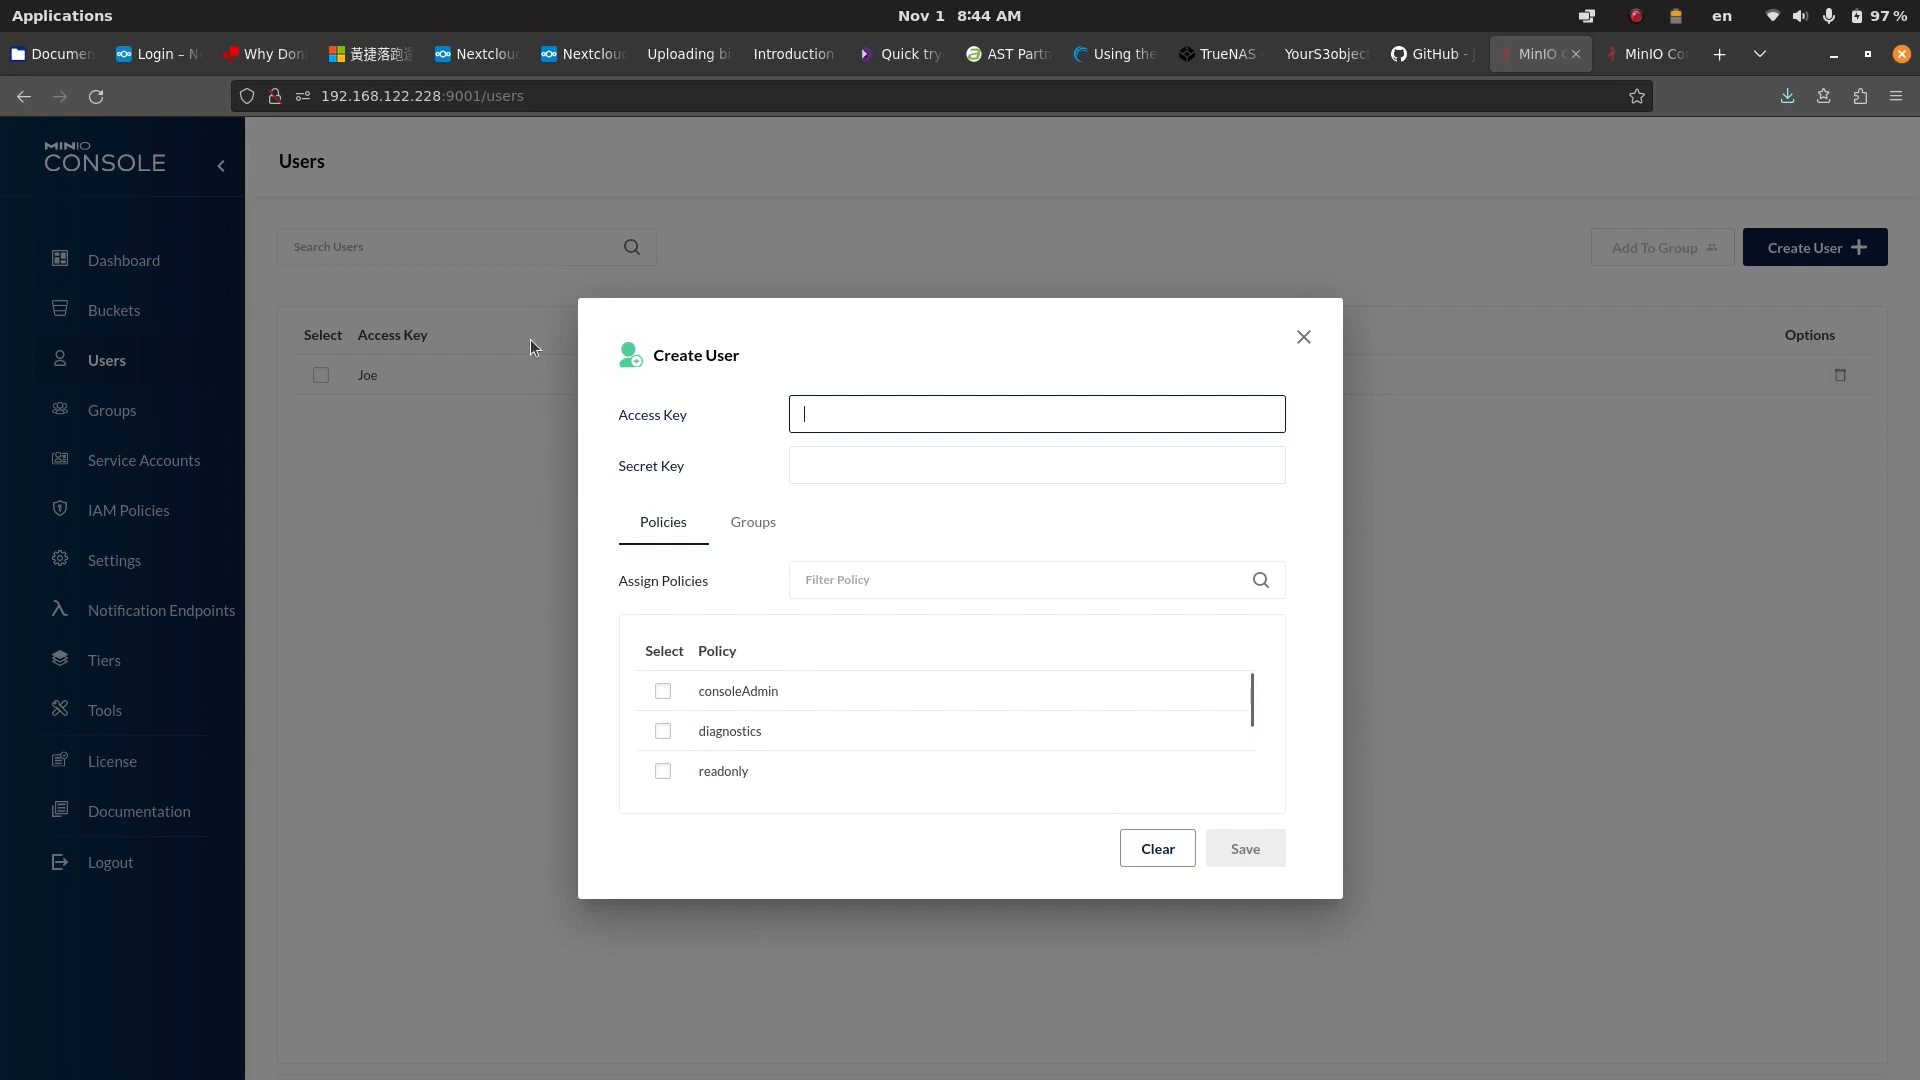 Applications
Nov 1 8:44 AM
en
97 %
Documen
Login – N
Why Don
黃捷落跑
Nextclou
Nextclou
Uploading bi
Introduction
Quick try
AST Partn
Using the
TrueNAS
YourS3object
GitHub - j
MinIO C
MinIO Co
192.168.122.228:9001/users
MINIO
CONSOLE
Users
Search Users
Add To Group
Create User
Dashboard
Buckets
Users
Groups
Service Accounts
IAM Policies
Settings
Notification Endpoints
Tiers
Tools
License
Documentation
Logout
Select Access Key Options
Joe
Create User
Access Key
Secret Key
Policies Groups
Assign Policies Filter Policy
Select Policy
consoleAdmin
diagnostics
readonly
Clear Save